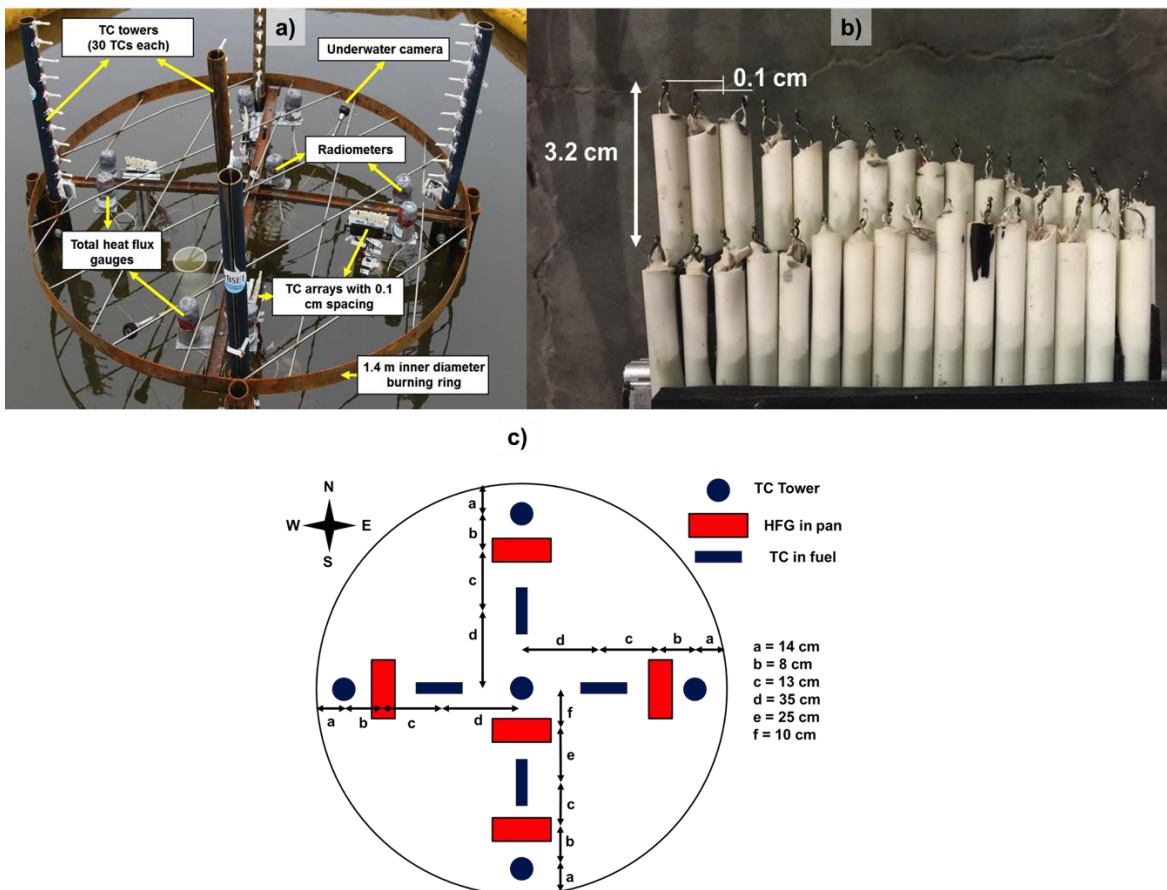 a)
TC towers
(30 TCs each)
Underwater camera
Radiometers
Total heat flux
gauges
TC arrays with 0.1
cm spacing
1.4 m inner diameter
burning ring
b)
0.1 cm
3.2 cm
c)
N
W E
S
TC Tower
HFG in pan
TC in fuel
a
b
c
d
d c b a
a b c d
f
e
c
b
a
a = 14 cm
b = 8 cm
c = 13 cm
d = 35 cm
e = 25 cm
f = 10 cm